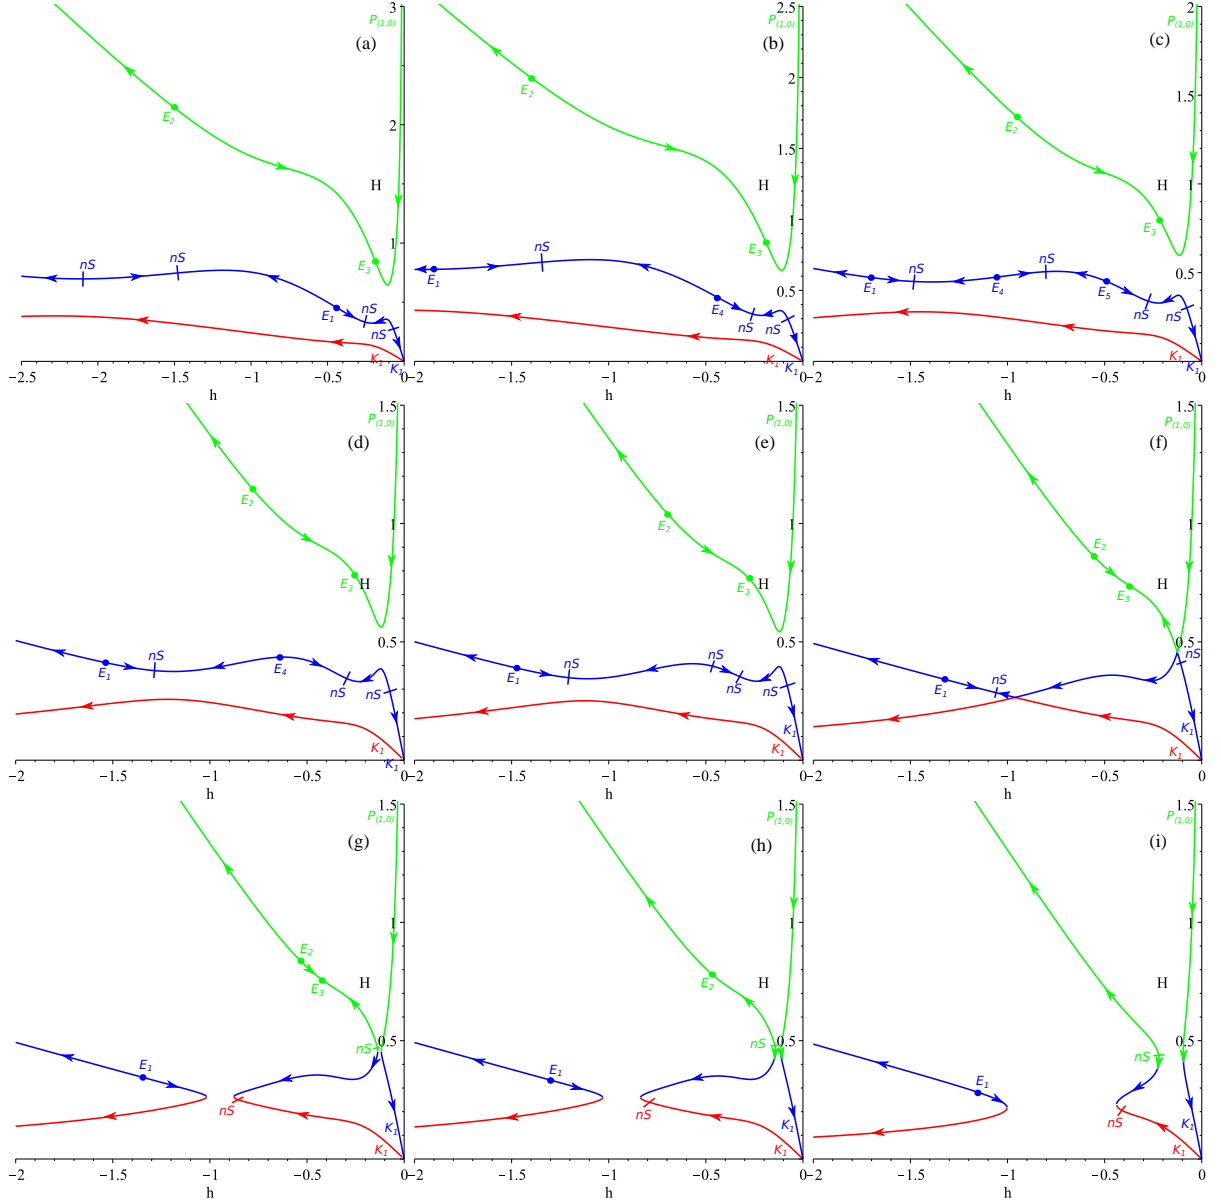 3
P(1,0)
(a)
E2
2
H
1
E3
nS
nS
E1
nS
nS
K1
K1
−2.5
−2
−1.5
−1
−0.5
0
h
2.5
P(1,0)
(b)
2
E2
1.5
H
1
E3
nS
E1
0.5
E4
nS
nS
K1
K1
−2
−1.5
−1
−0.5
0
h
2
P(1,0)
(c)
1.5
E2
1
H
E3
0.5
nS
nS
E1
E4
E5
nS
nS
K1
K1
−2
−1.5
−1
−0.5
0
h
1.5
P(1,0)
(d)
E2
1
E3
H
0.5
nS
E1
E4
nS
nS
K1
K1
−2
−1.5
−1
−0.5
0
h
1.5
P(1,0)
(e)
E2
1
E3
H
0.5
nS
nS
E1
nS
nS
K1
K1
−2
−1.5
−1
−0.5
0
h
1.5
P(1,0)
(f)
E2
1
E3
H
0.5
nS
nS
E1
K1
K1
−2
−1.5
−1
−0.5
0
h
1.5
P(1,0)
(g)
E2
1
E3
H
0.5
nS
E1
nS
K1
K1
−2
−1.5
−1
−0.5
0
h
1.5
P(1,0)
(h)
1
E2
H
0.5
nS
E1
nS
K1
K1
−2
−1.5
−1
−0.5
0
h
1.5
P(1,0)
(i)
1
H
0.5
nS
E1
nS
K1
K1
−2
−1.5
−1
−0.5
0
h